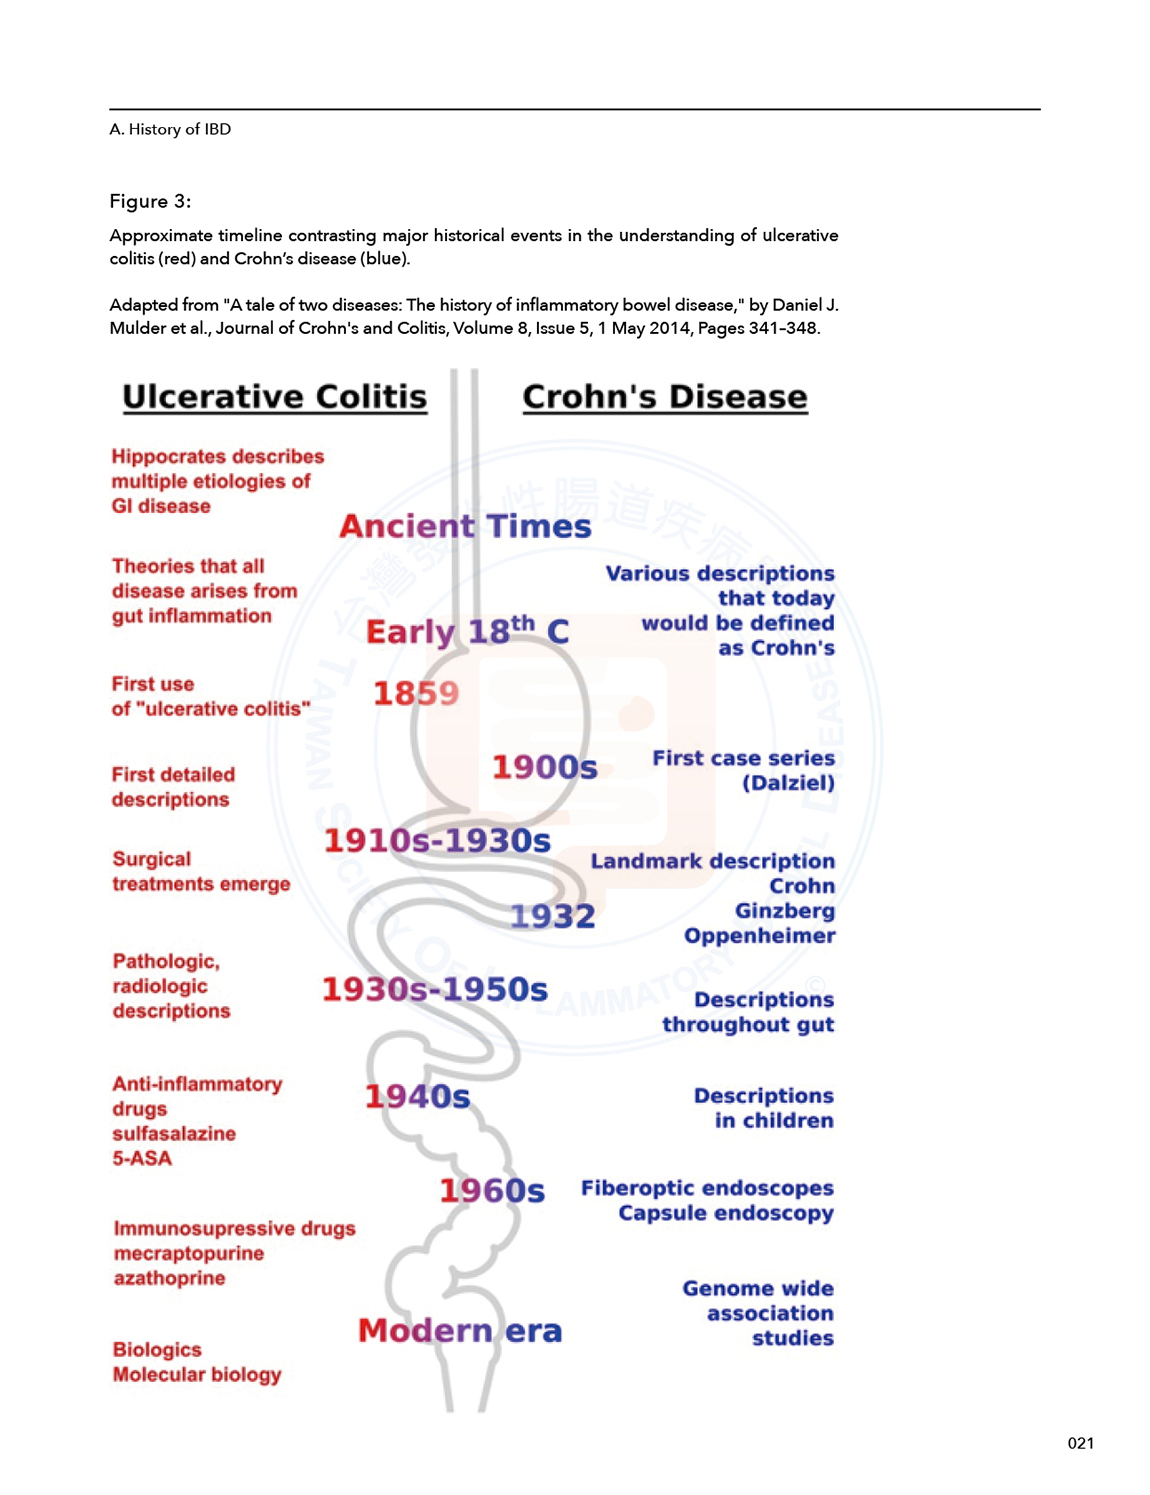 A. History of IBD
Figure 3:
Approximate timeline contrasting major historical events in the understanding of ulcerative
colitis (red) and Crohn’s disease (blue).
Adapted from "A tale of two diseases: The history of inflammatory bowel disease," by Daniel J.
Mulder et al., Journal of Crohn's and Colitis, Volume 8, Issue 5, 1 May 2014, Pages 341–348.
Ulcerative Colitis
Crohn's Disease
Hippocrates describes
multiple etiologies of
GI disease
Ancient Times
Theories that all
disease arises from
gut inflammation
Various descriptions
that today
would be defined
as Crohn's
Early 18th C
First use
of "ulcerative colitis"
1859
1900s
First case series
(Dalziel)
First detailed
descriptions
1910s-1930s
Surgical
treatments emerge
Landmark description
Crohn
Ginzberg
Oppenheimer
1932
Pathologic,
radiologic
descriptions
1930s-1950s
Descriptions
throughout gut
Anti-inflammatory
drugs
sulfasalazine
5-ASA
1940s
Descriptions
in children
1960s
Fiberoptic endoscopes
Capsule endoscopy
Immunosupressive drugs
mecraptopurine
azathoprine
Genome wide
association
studies
Modern era
Biologics
Molecular biology
021